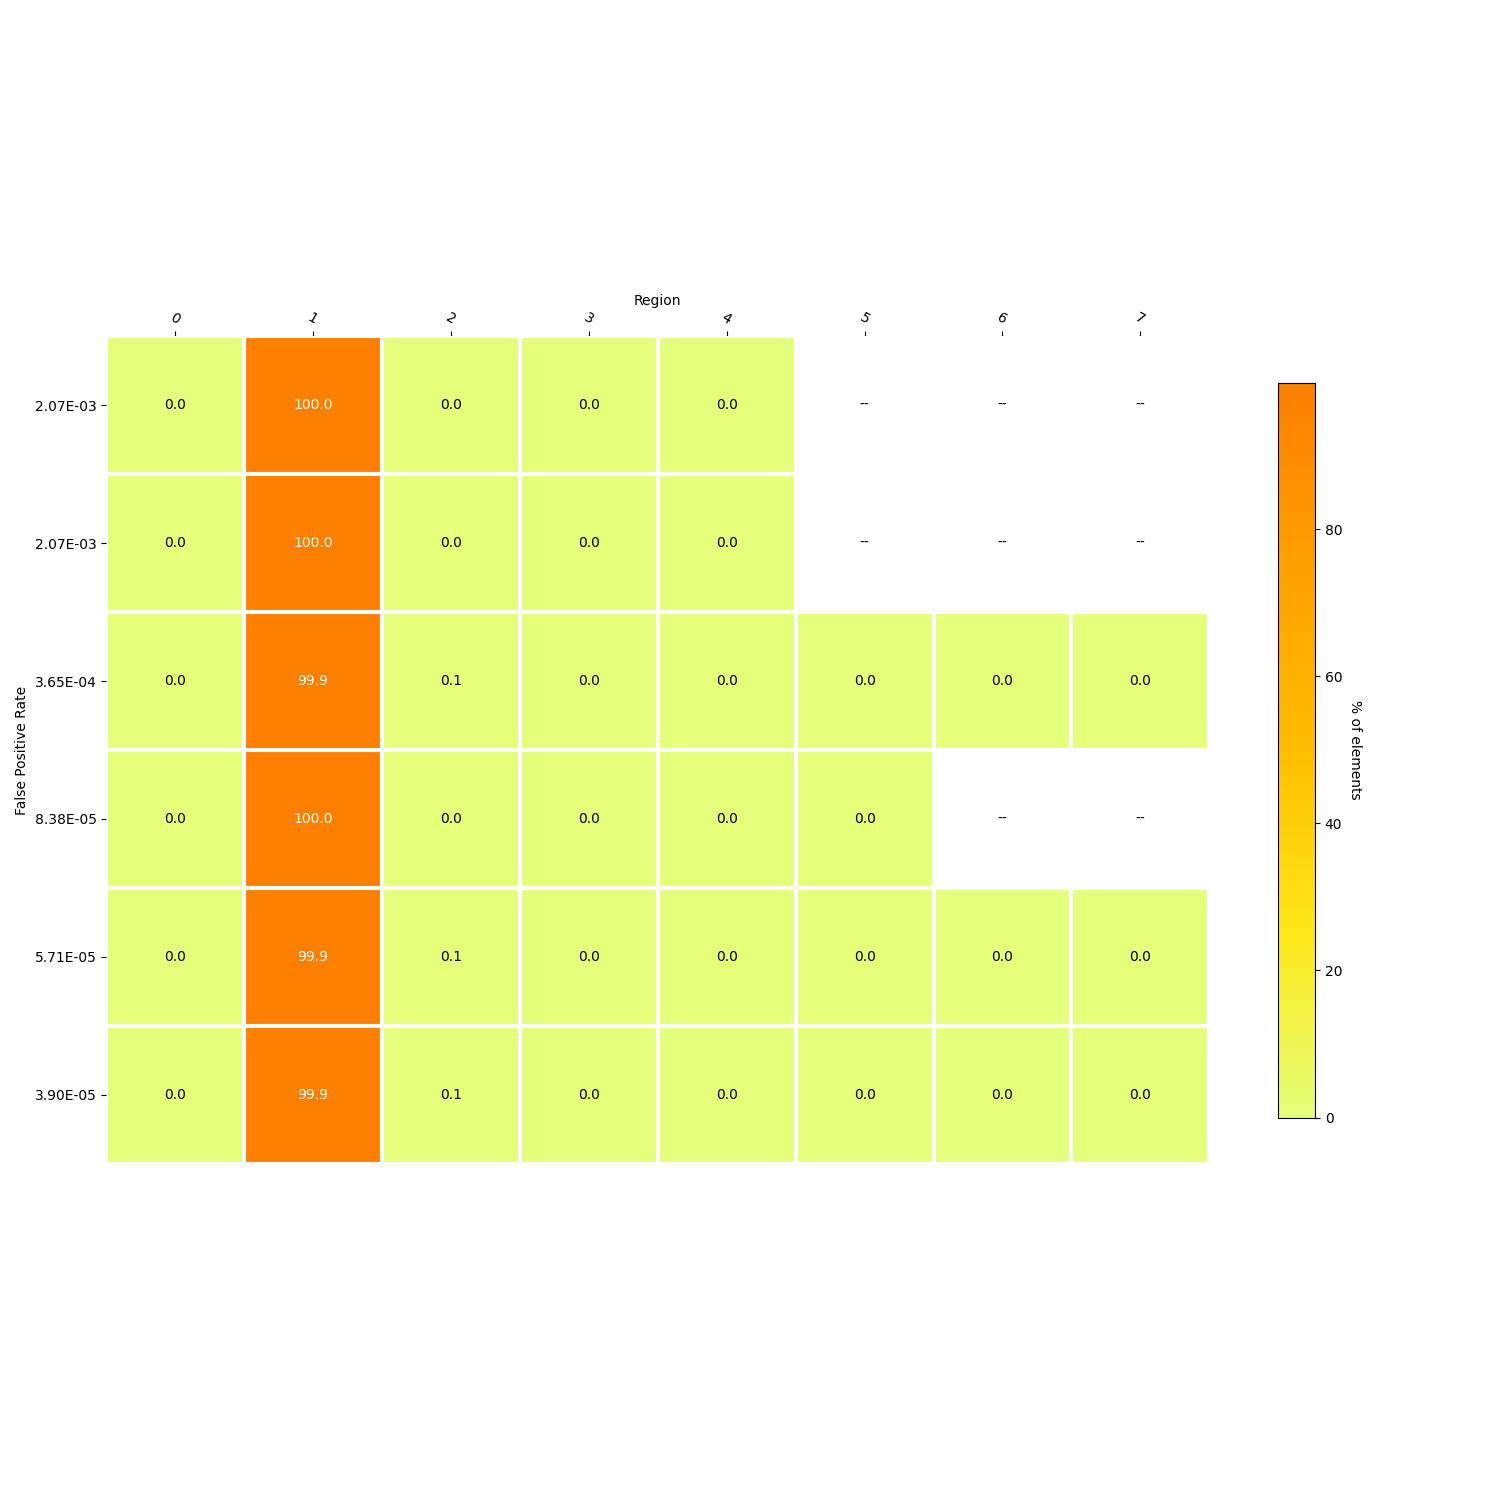 Region
0 1 2 3 4 5 6 7
2.07E-03 0.0 100.0 0.0 0.0 0.0 -- -- --
2.07E-03 0.0 100.0 0.0 0.0 0.0 -- -- --
3.65E-04 0.0 99.9 0.1 0.0 0.0 0.0 0.0 0.0
8.38E-05 0.0 100.0 0.0 0.0 0.0 0.0 -- --
5.71E-05 0.0 99.9 0.1 0.0 0.0 0.0 0.0 0.0
3.90E-05 0.0 99.9 0.1 0.0 0.0 0.0 0.0 0.0
False Positive Rate
80
60
40
20
0
% of elements